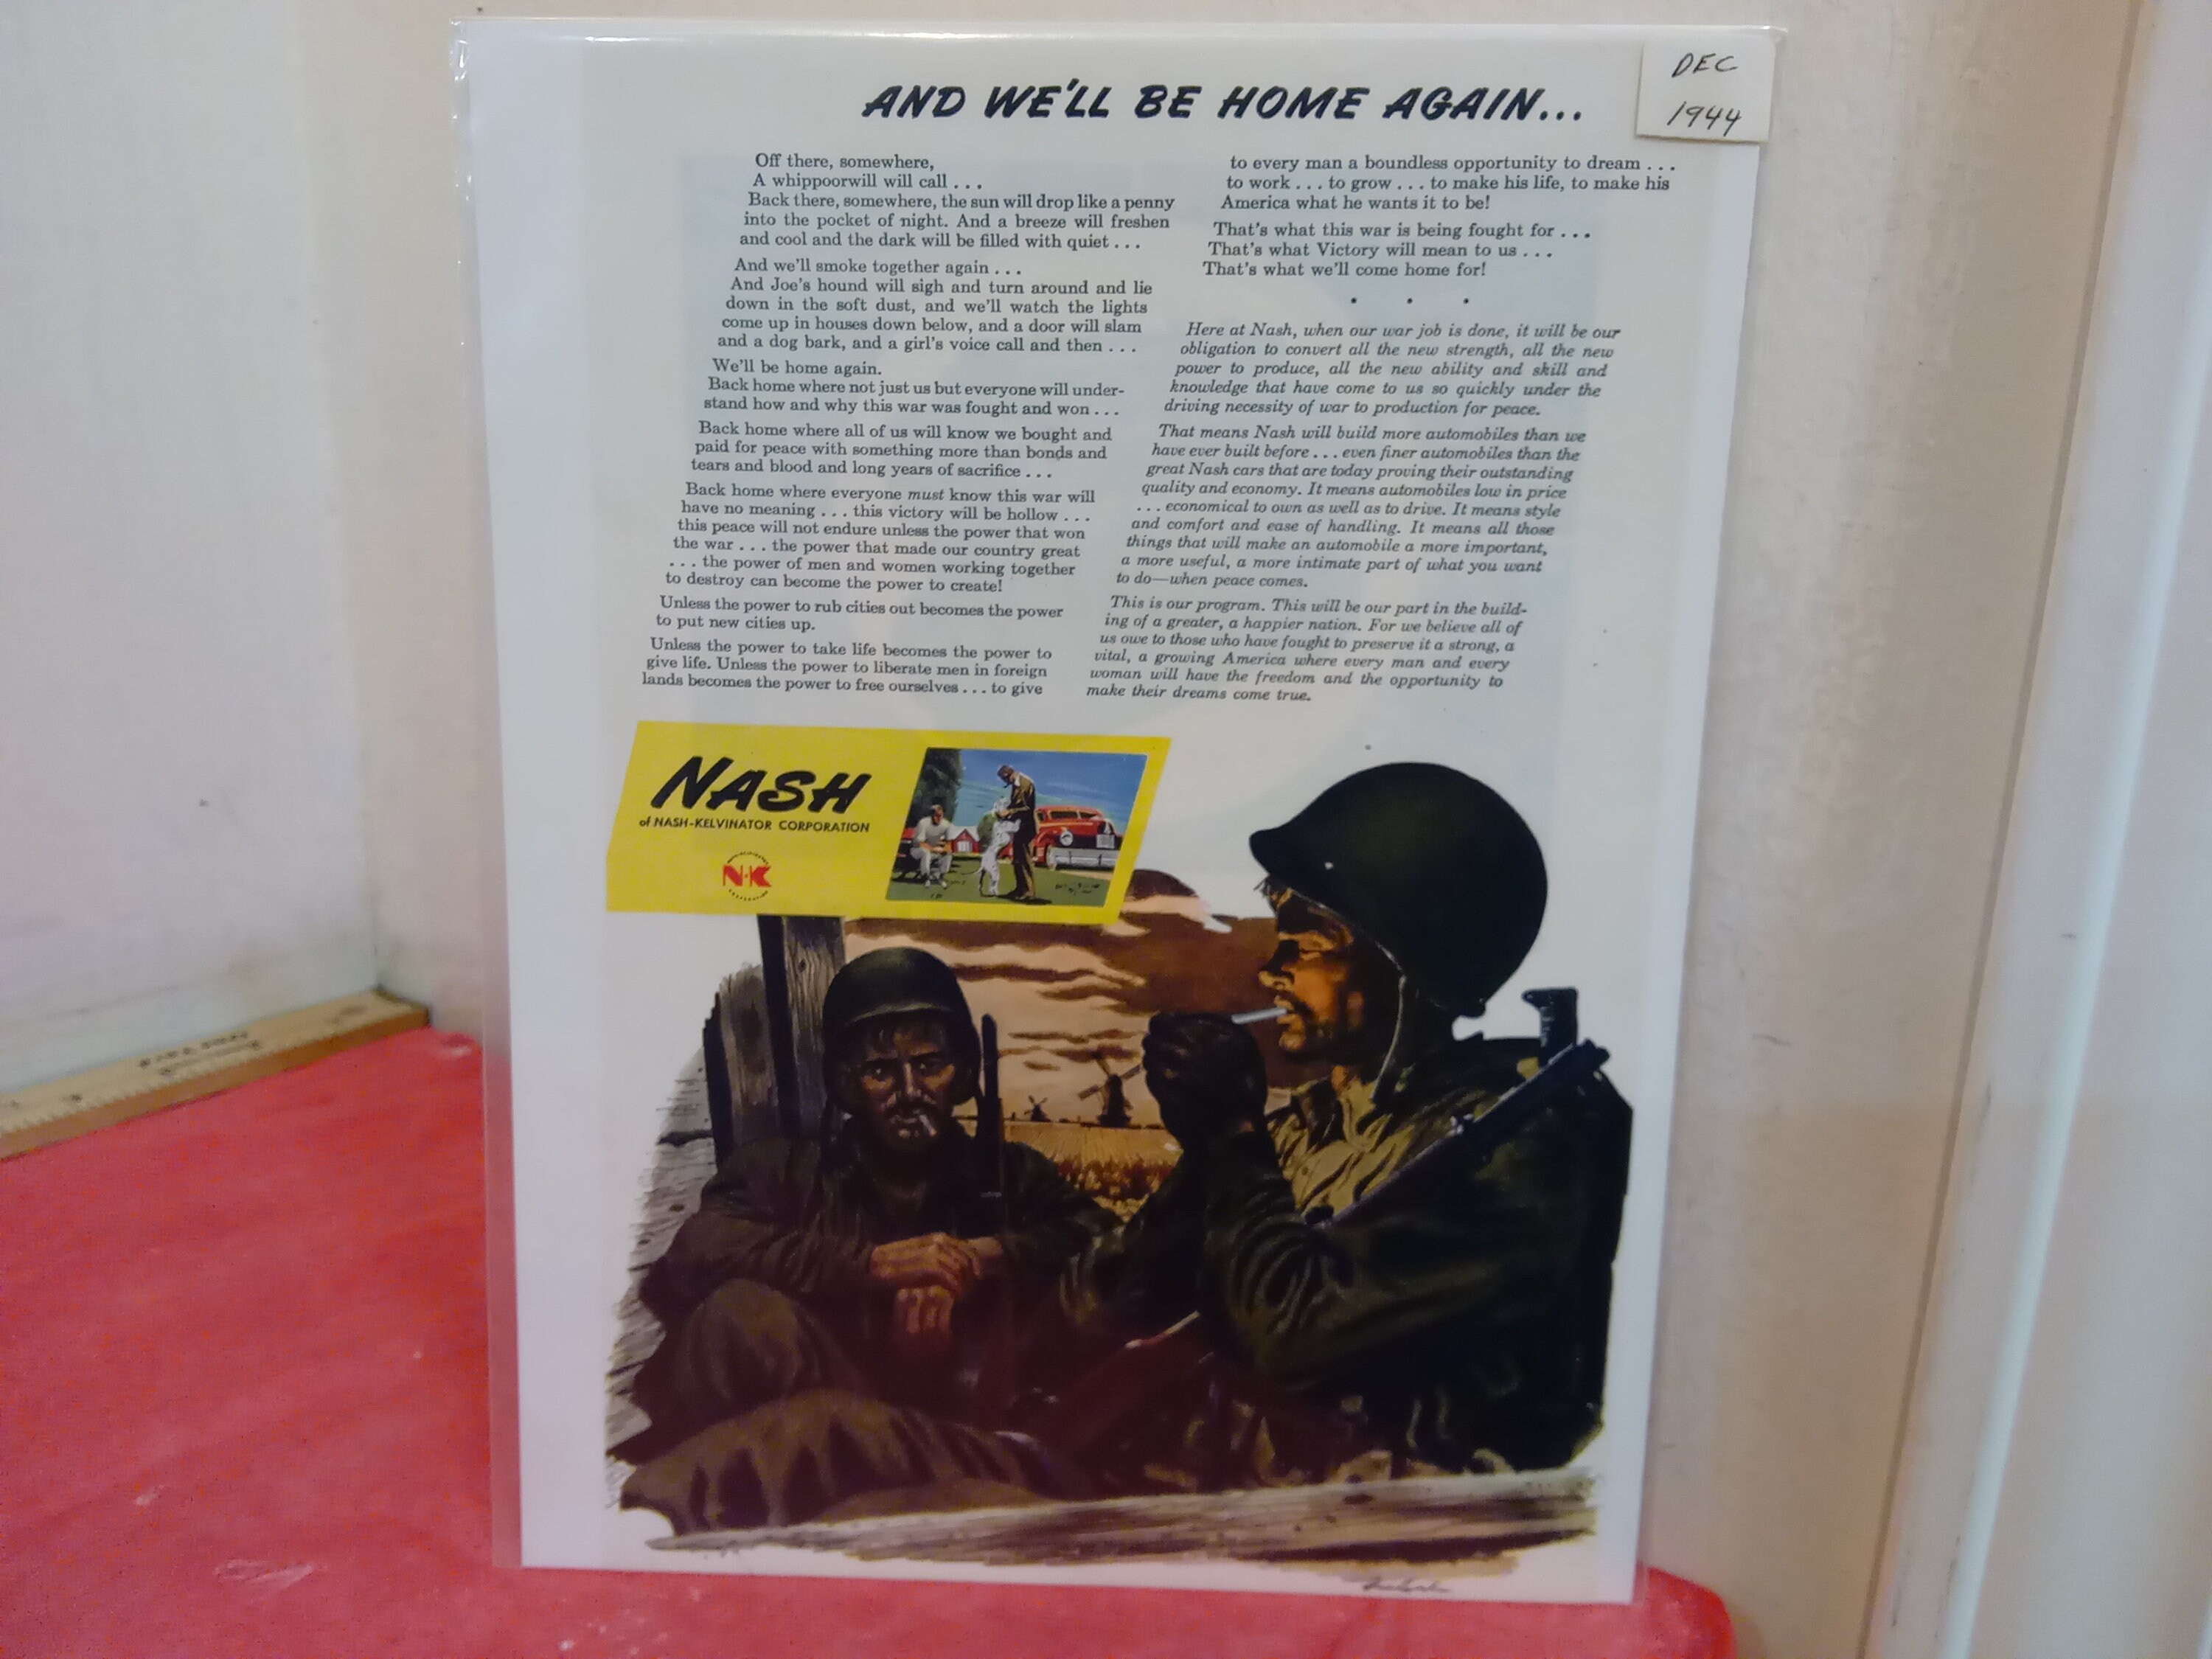 DEC
1944
AND WE'LL BE HOME AGAIN...
Off there, somewhere,
A whippoorwill will call . . .
Back there, somewhere, the sun will drop like a penny
into the pocket of night. And a breeze will freshen
and cool and the dark will be filled with quiet . . .
And we'll smoke together again . . .
And Joe's hound will sigh and turn around and lie
down in the soft dust, and we'll watch the lights
come up in houses down below, and a door will slam
and a dog bark, and a girl's voice call and then . . .
We'll be home again.
Back home where not just us but everyone will under-
stand how and why this war was fought and won . . .
Back home where all of us will know we bought and
paid for peace with something more than bonds and
tears and blood and long years of sacrifice . . .
Back home where everyone must know this war will
have no meaning . . . this victory will be hollow . . .
this peace will not endure unless the power that won
the war . . . the power that made our country great
. . . the power of men and women working together
to destroy can become the power to create!
Unless the power to rub cities out becomes the power
to put new cities up.
Unless the power to take life becomes the power to
give life. Unless the power to liberate men in foreign
lands becomes the power to free ourselves . . . to give
to every man a boundless opportunity to dream . . .
to work . . . to grow . . . to make his life, to make his
America what he wants it to be!
That's what this war is being fought for . . .
That's what Victory will mean to us . . .
That's what we'll come home for!
. . .
Here at Nash, when our war job is done, it will be our
obligation to convert all the new strength, all the new
power to produce, all the new ability and skill and
knowledge that have come to us so quickly under the
driving necessity of war to production for peace.
That means Nash will build more automobiles than we
have ever built before . . . even finer automobiles than the
great Nash cars that are today proving their outstanding
quality and economy. It means automobiles low in price
. . . economical to own as well as to drive. It means style
and comfort and ease of handling. It means all those
things that will make an automobile a more important,
a more useful, a more intimate part of what you want
to do—when peace comes.
This is our program. This will be our part in the build-
ing of a greater, a happier nation. For we believe all of
us owe to those who have fought to preserve it a strong, a
vital, a growing America where every man and every
woman will have the freedom and the opportunity to
make their dreams come true.
NASH
of NASH-KELVINATOR CORPORATION
N-K